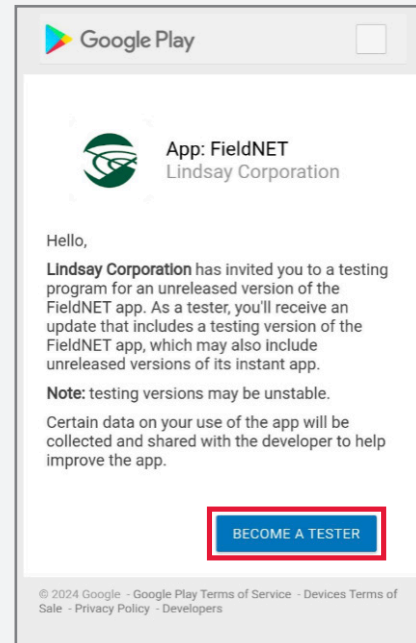 Google Play
App: FieldNET
Lindsay Corporation
Hello,
Lindsay Corporation has invited you to a testing
program for an unreleased version of the
FieldNET app. As a tester, you'll receive an
update that includes a testing version of the
FieldNET app, which may also include
unreleased versions of its instant app.
Note: testing versions may be unstable.
Certain data on your use of the app will be
collected and shared with the developer to help
improve the app.
BECOME A TESTER
© 2024 Google - Google Play Terms of Service - Devices Terms of
Sale - Privacy Policy - Developers